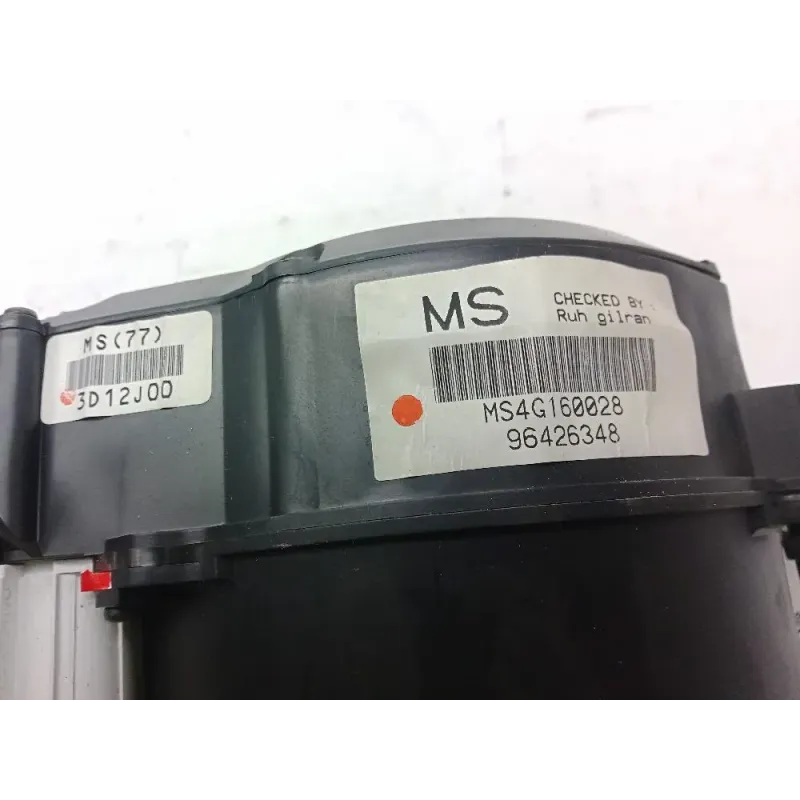 MS(77)
3D12J0D
MS
CHECKED BY :
Ruh gilran
MS4G160028
96426348